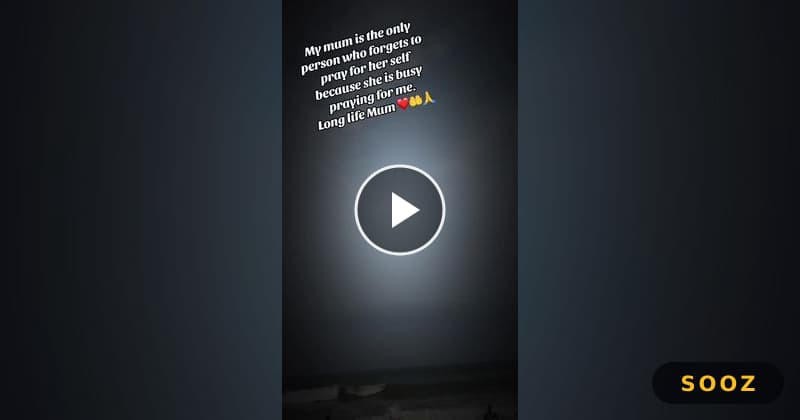 My mum is the only
person who forgets to
pray for her self
because she is busy
praying for me.
Long life Mum ❤️🤲🙏
SOOZ